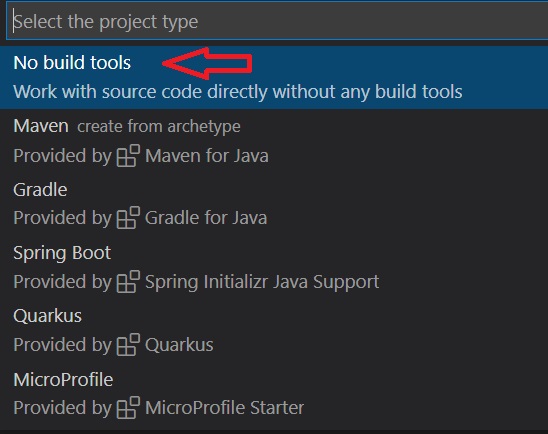 Select the project type
No build tools
Work with source code directly without any build tools
Maven create from archetype
Provided by Maven for Java
Gradle
Provided by Gradle for Java
Spring Boot
Provided by Spring Initializr Java Support
Quarkus
Provided by Quarkus
MicroProfile
Provided by MicroProfile Starter